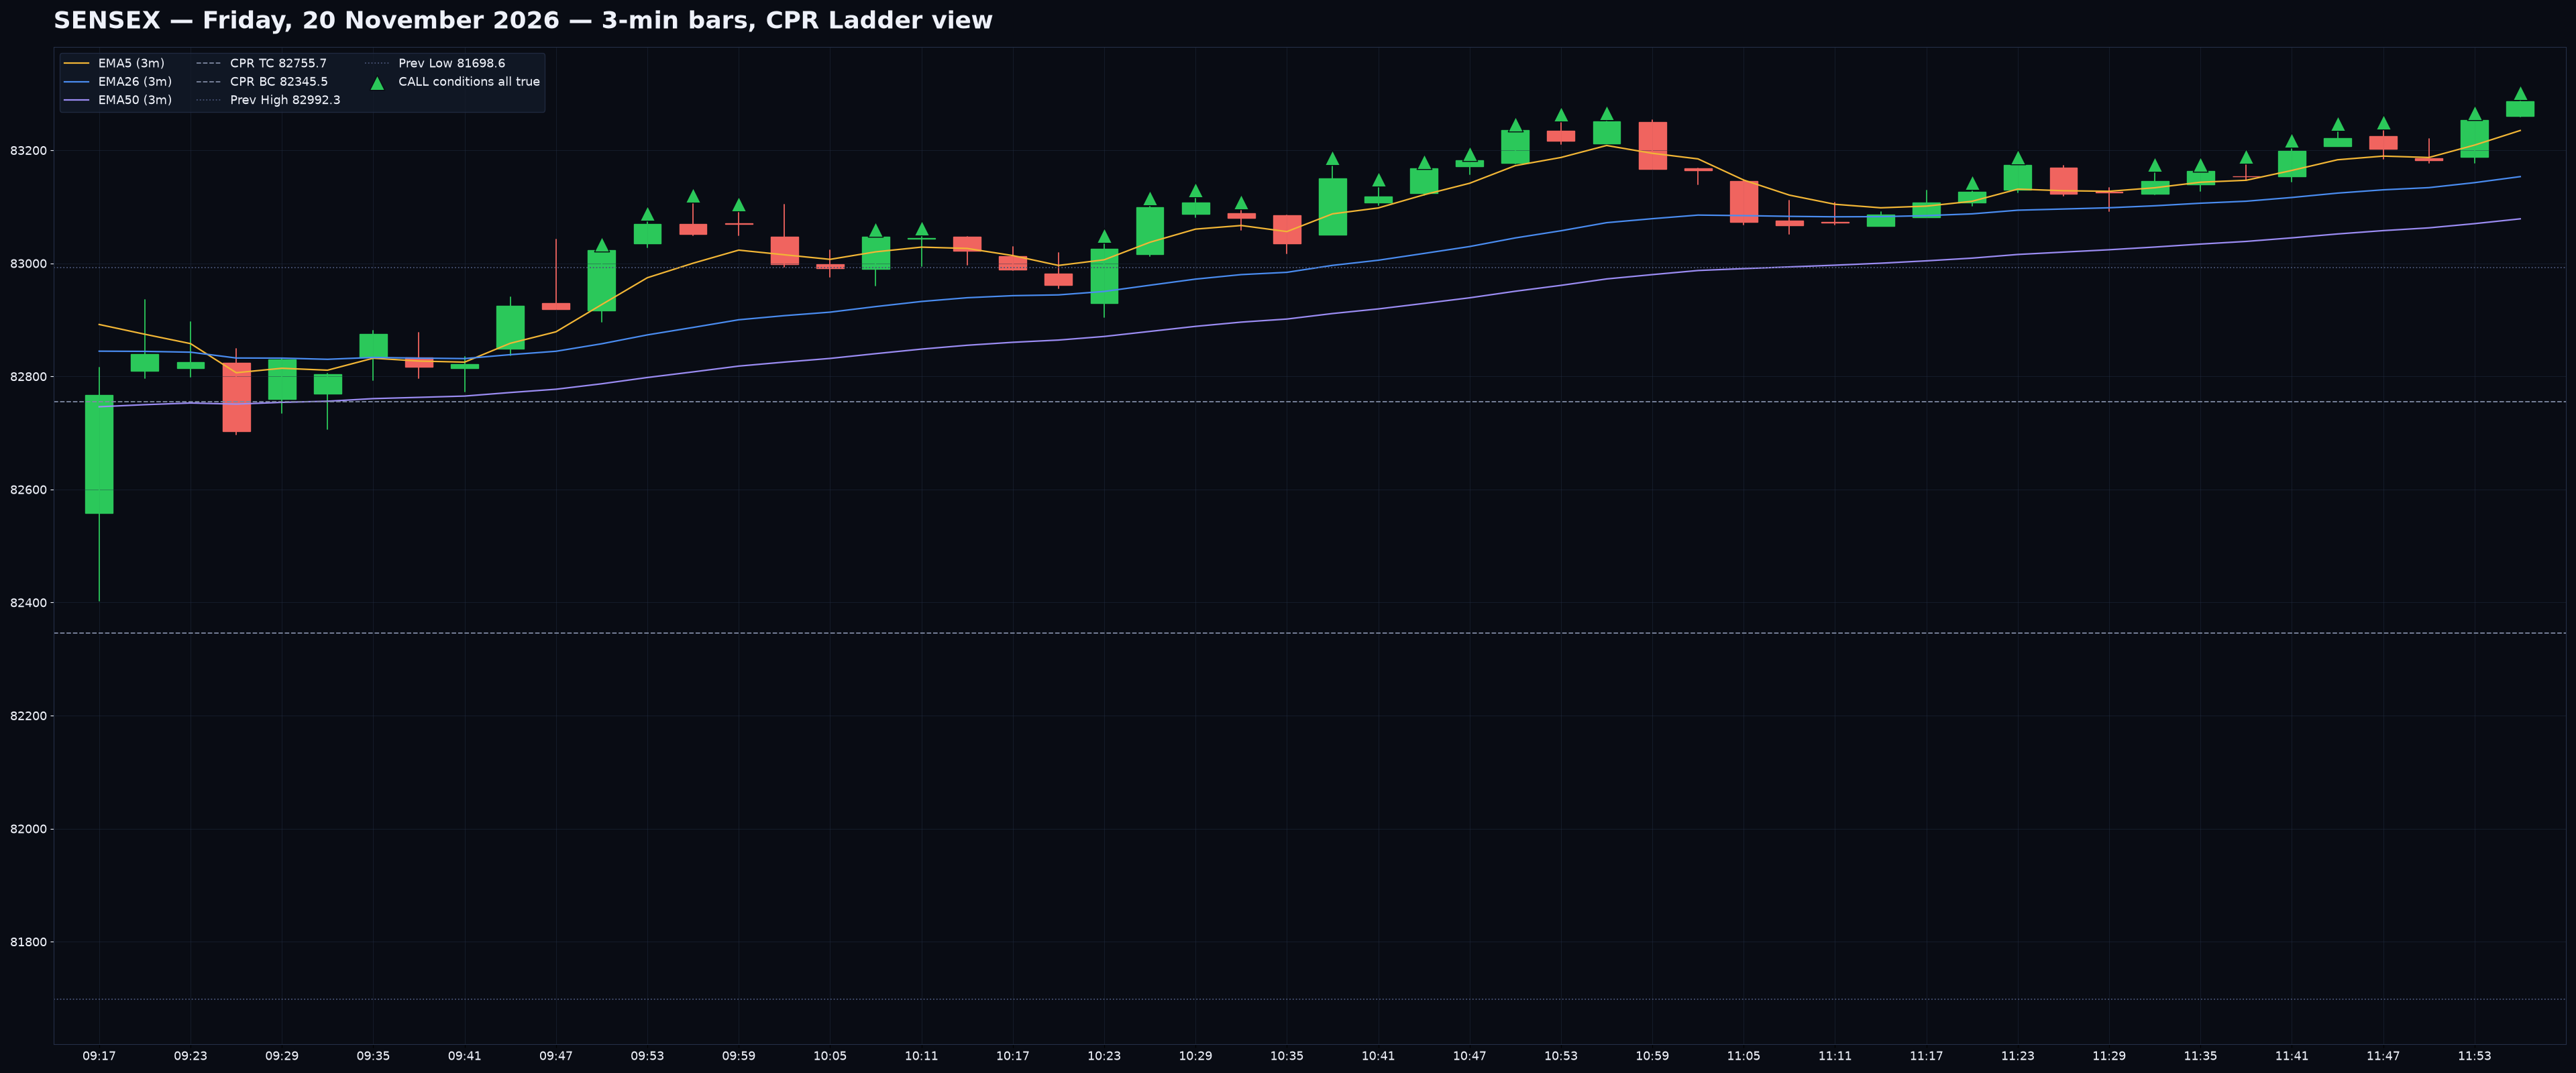 SENSEX — Friday, 20 November 2026 — 3-min bars, CPR Ladder view
EMA5 (3m)
EMA26 (3m)
EMA50 (3m)
CPR TC 82755.7
CPR BC 82345.5
Prev High 82992.3
Prev Low 81698.6
CALL conditions all true
83200
83000
82800
82600
82400
82200
82000
81800
09:17 09:23 09:29 09:35 09:41 09:47 09:53 09:59 10:05 10:11 10:17 10:23 10:29 10:35 10:41 10:47 10:53 10:59 11:05 11:11 11:17 11:23 11:29 11:35 11:41 11:47 11:53